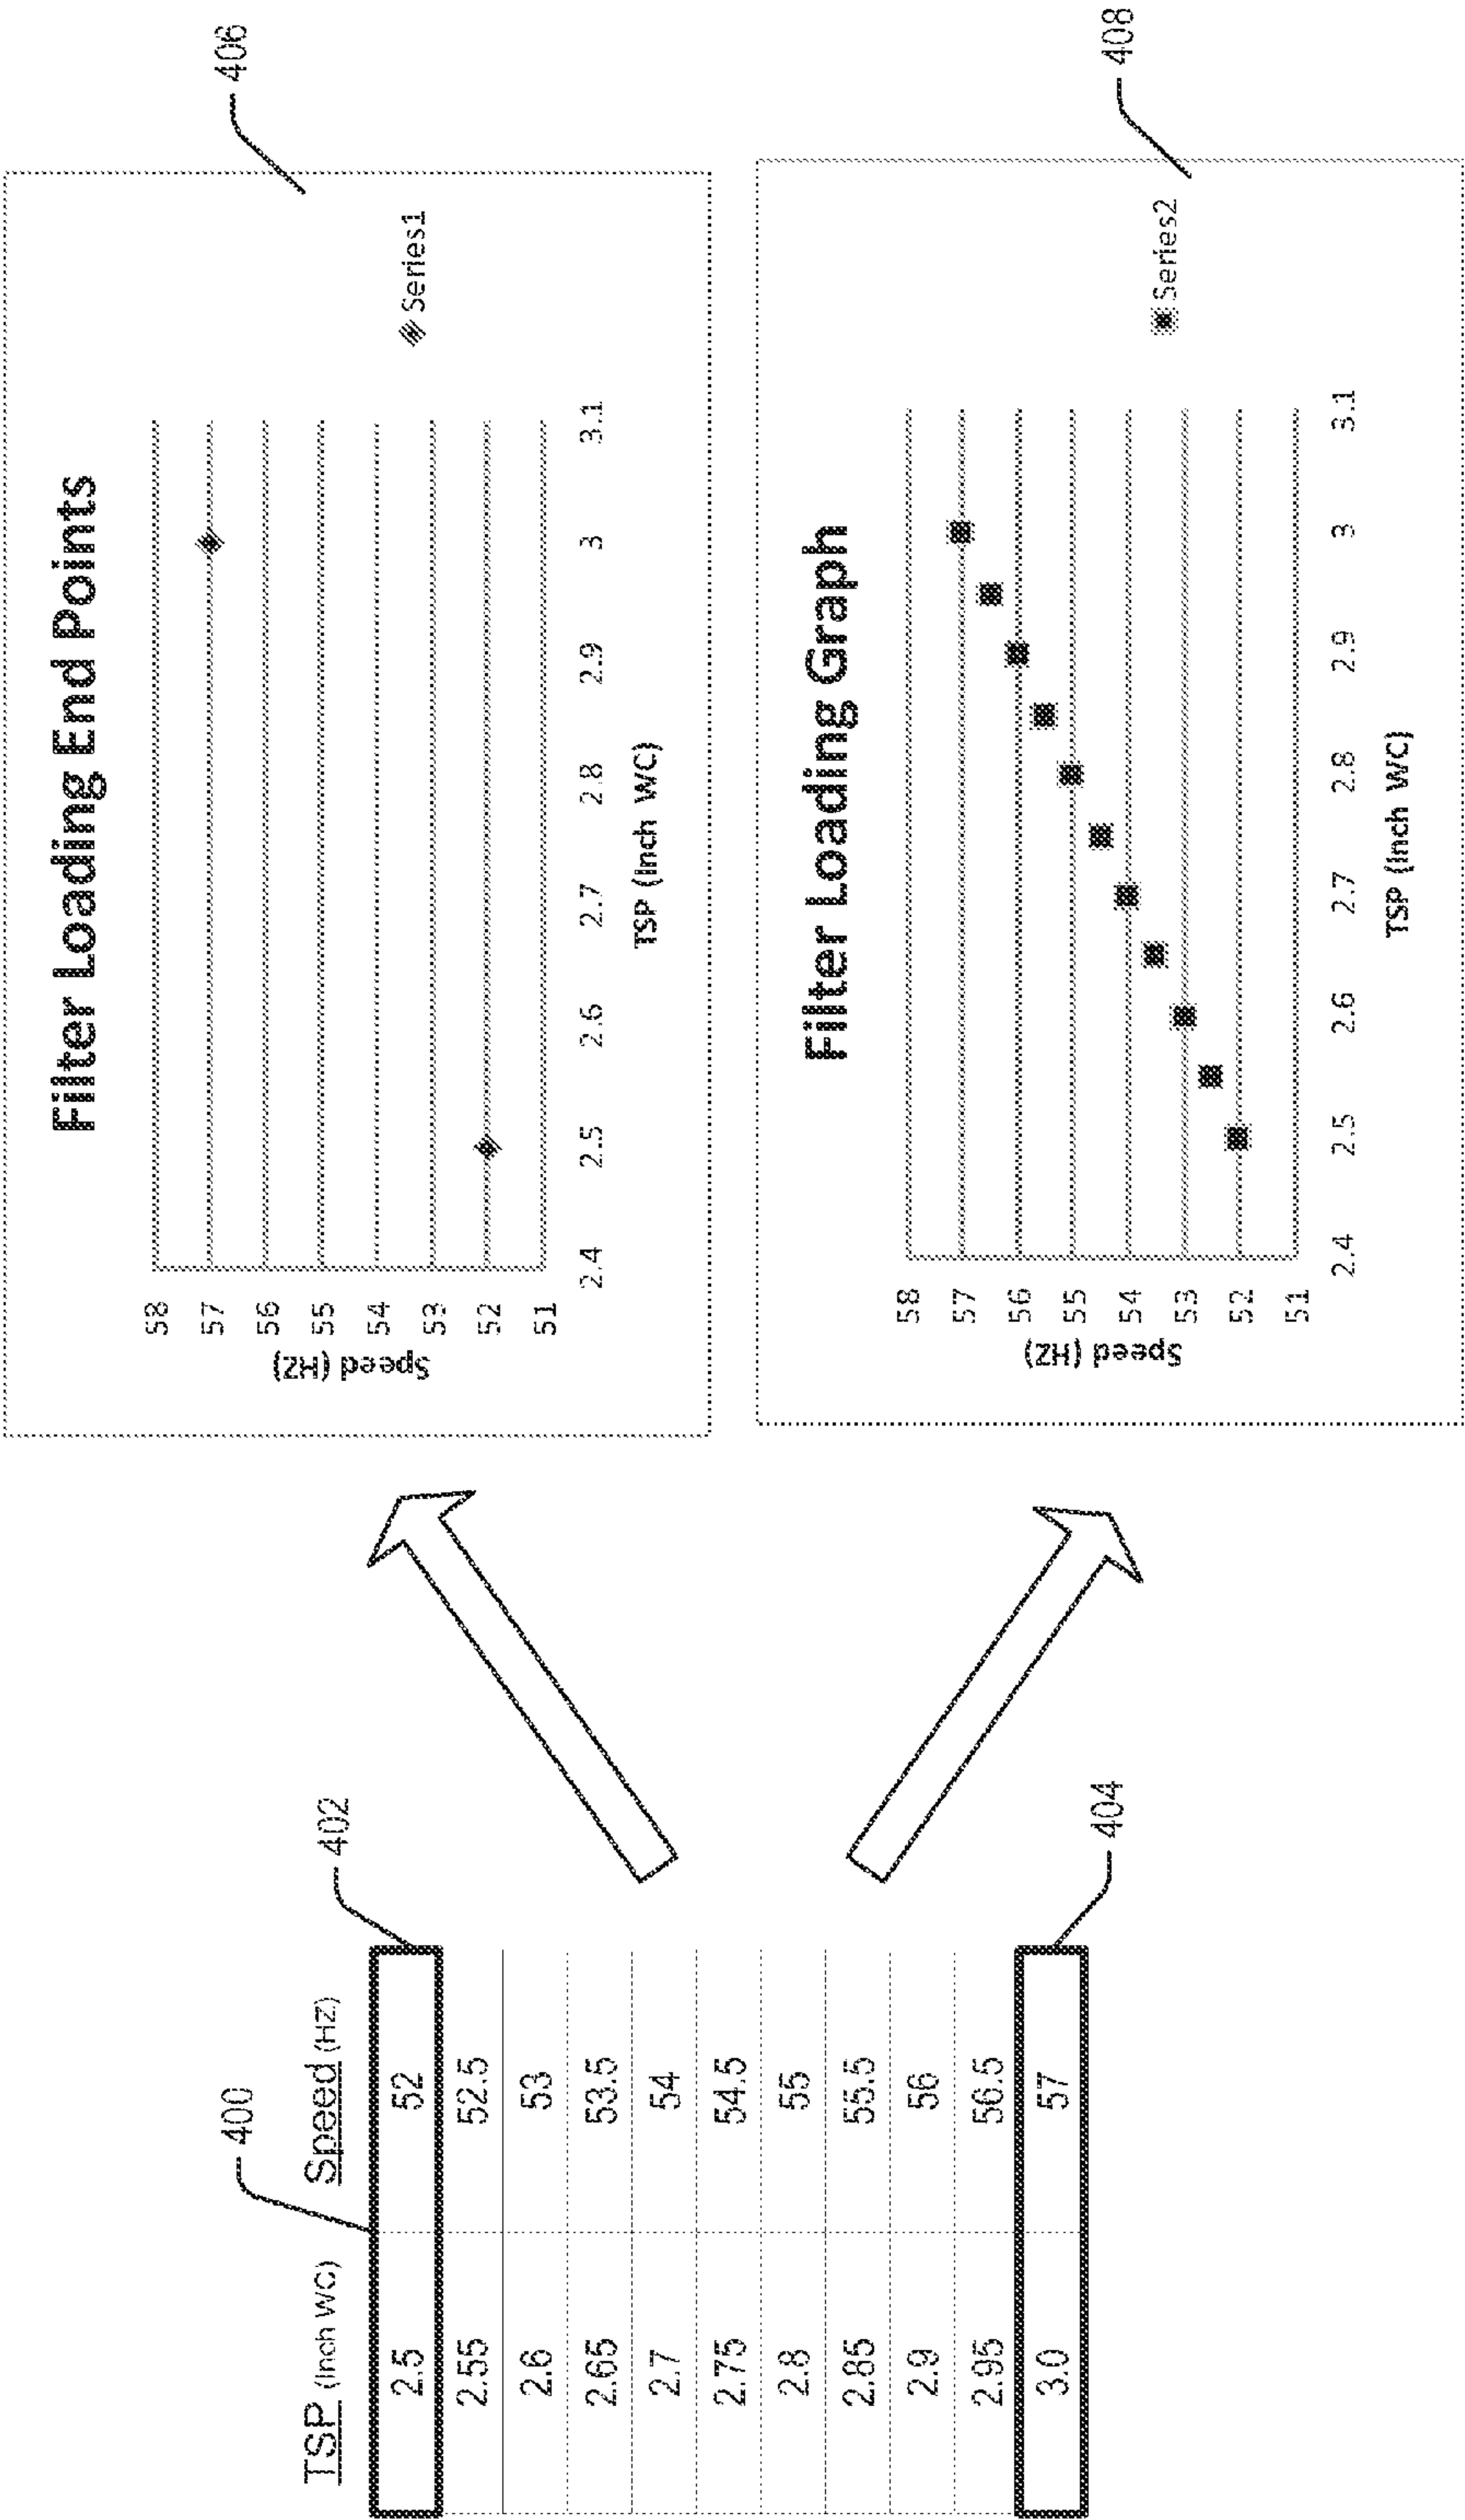 400
402
TSP (Inch WC) Speed (HZ)
2.5 52
2.55 52.5
2.6 53
2.65 53.5
2.7 54
2.75 54.5
2.8 55
2.85 55.5
2.9 56
2.95 56.5
3.0 57
404
406
Filter Loading End Points
Speed (HZ)
58
57
56
55
54
53
52
51
2.4 2.5 2.6 2.7 2.8 2.9 3 3.1
TSP (Inch WC)
Series1
408
Filter Loading Graph
Speed (HZ)
58
57
56
55
54
53
52
51
2.4 2.5 2.6 2.7 2.8 2.9 3 3.1
TSP (Inch WC)
Series2